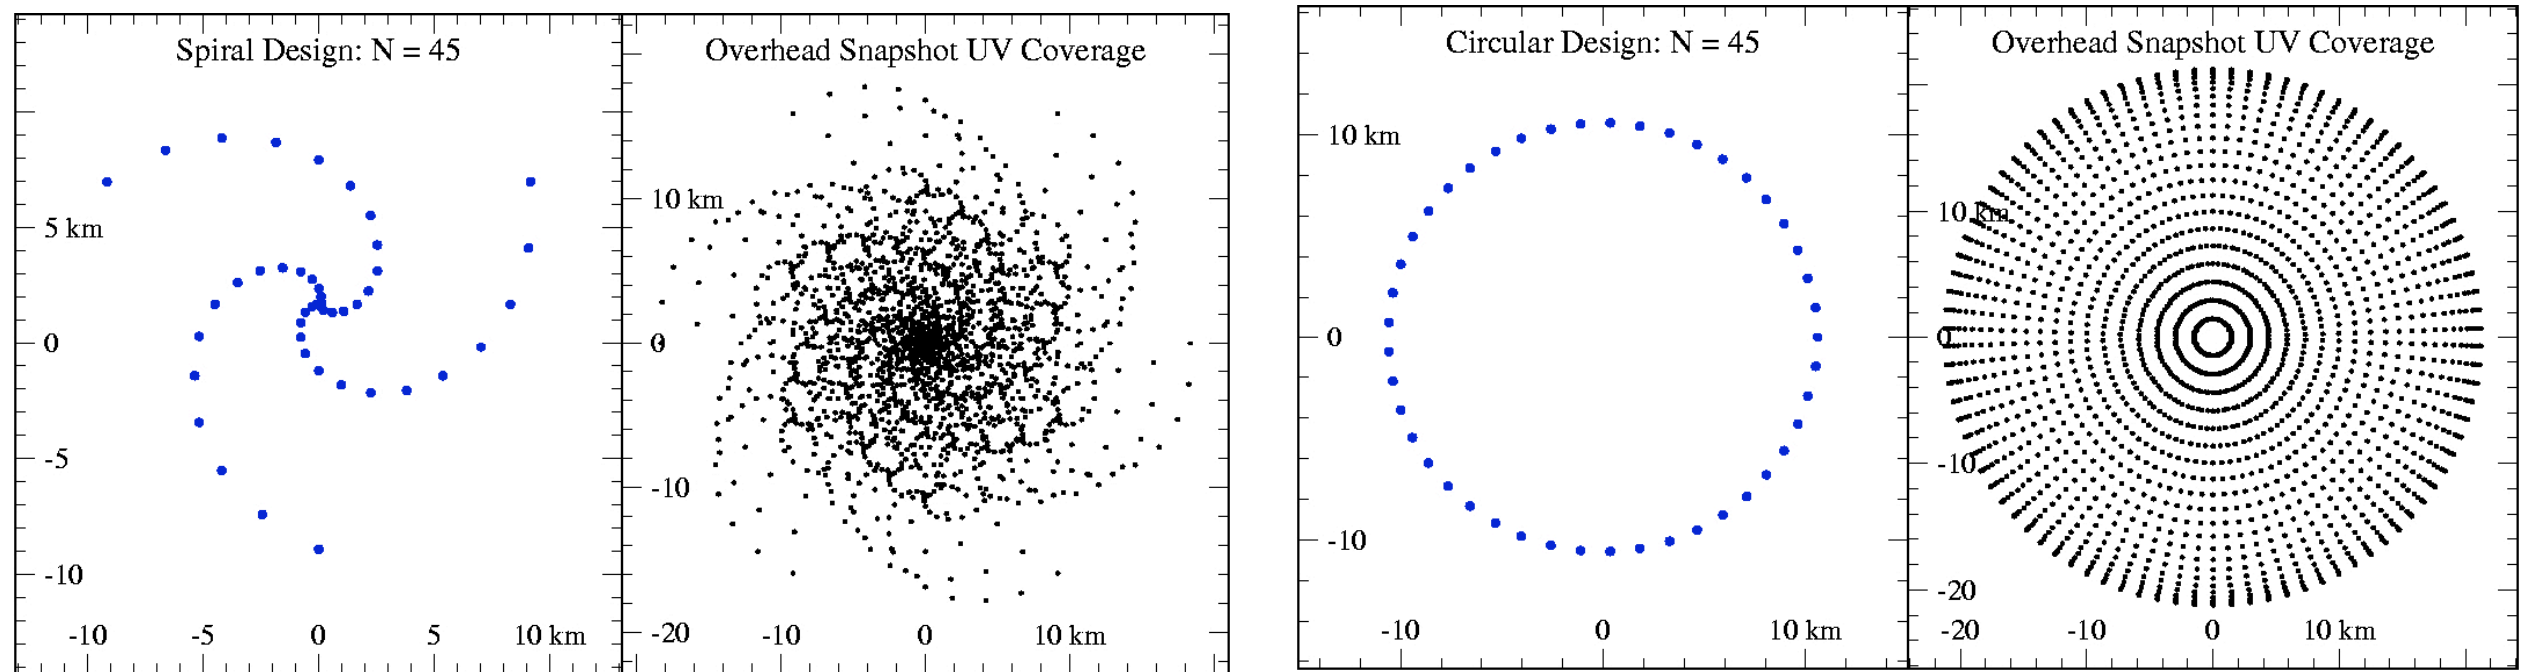 Spiral Design: N = 45
5 km
0
-5
-10
-10 -5 0 5 10 km
Overhead Snapshot UV Coverage
10 km
0
-10
-20
-10 0 10 km
Circular Design: N = 45
10 km
0
-10
-10 0 10 km
Overhead Snapshot UV Coverage
10 km
0
-10
-20
-20 -10 0 10 km